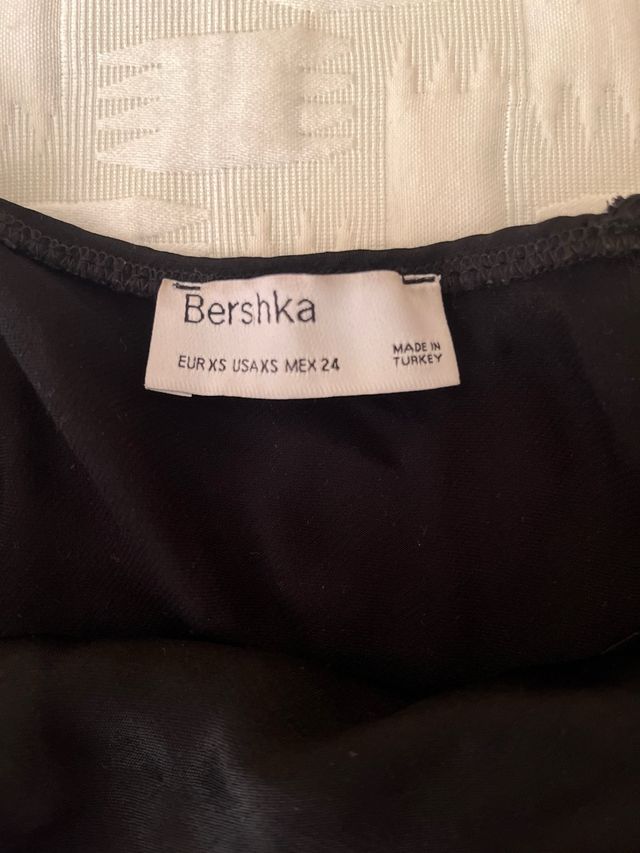 Bershka
EUR XS USA XS MEX 24
MADE IN
TURKEY